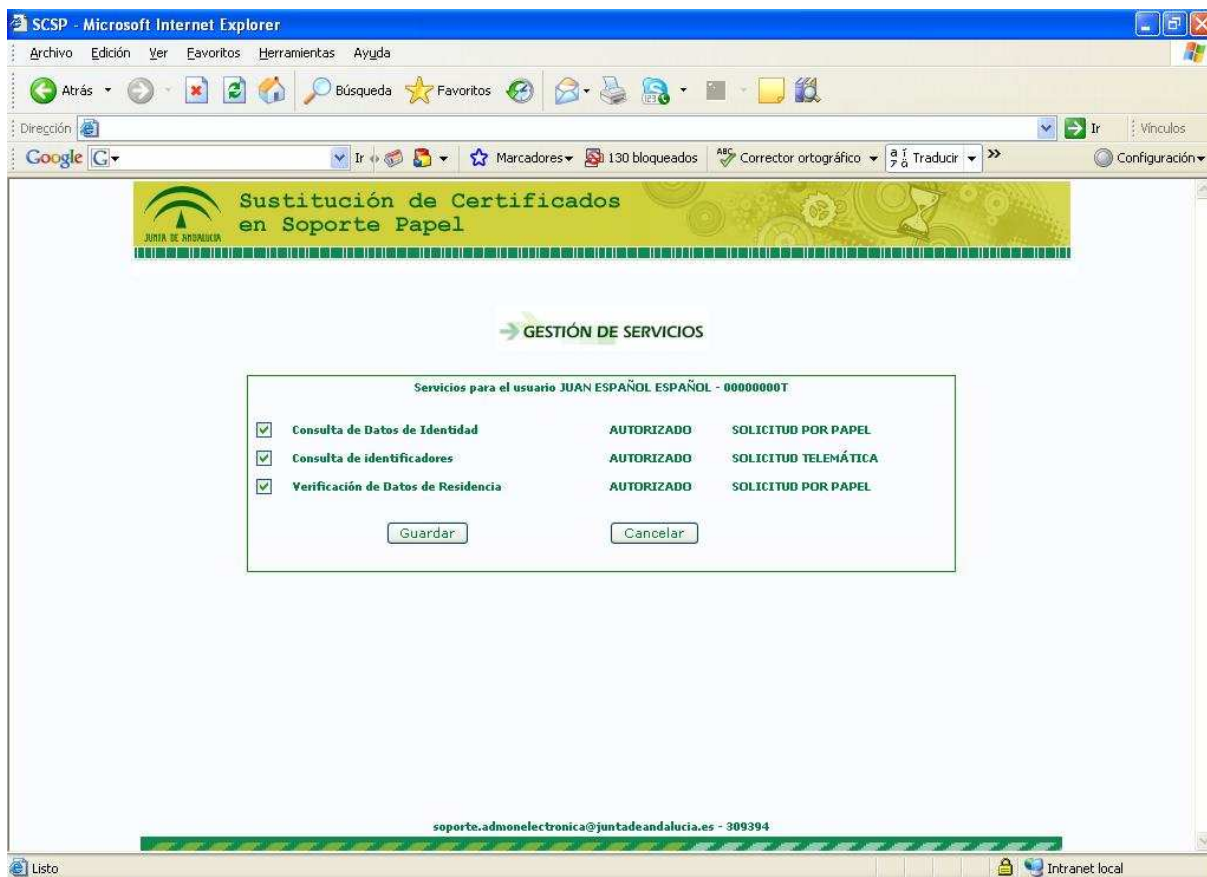 SCSP - Microsoft Internet Explorer
Archivo Edición Ver Favoritos Herramientas Ayuda
Atrás Búsqueda Favoritos
Dirección Ir Vínculos
Google G Ir Marcadores 130 bloqueados Corrector ortográfico Traducir » Configuración
Sustitución de Certificados
en Soporte Papel
JUNTA DE ANDALUCIA
GESTIÓN DE SERVICIOS
Servicios para el usuario JUAN ESPAÑOL ESPAÑOL - 00000000T
Consulta de Datos de Identidad AUTORIZADO SOLICITUD POR PAPEL
Consulta de identificadores AUTORIZADO SOLICITUD TELEMÁTICA
Verificación de Datos de Residencia AUTORIZADO SOLICITUD POR PAPEL
Guardar Cancelar
soporte.admonelectronica@juntadeandalucia.es - 309394
Listo Intranet local